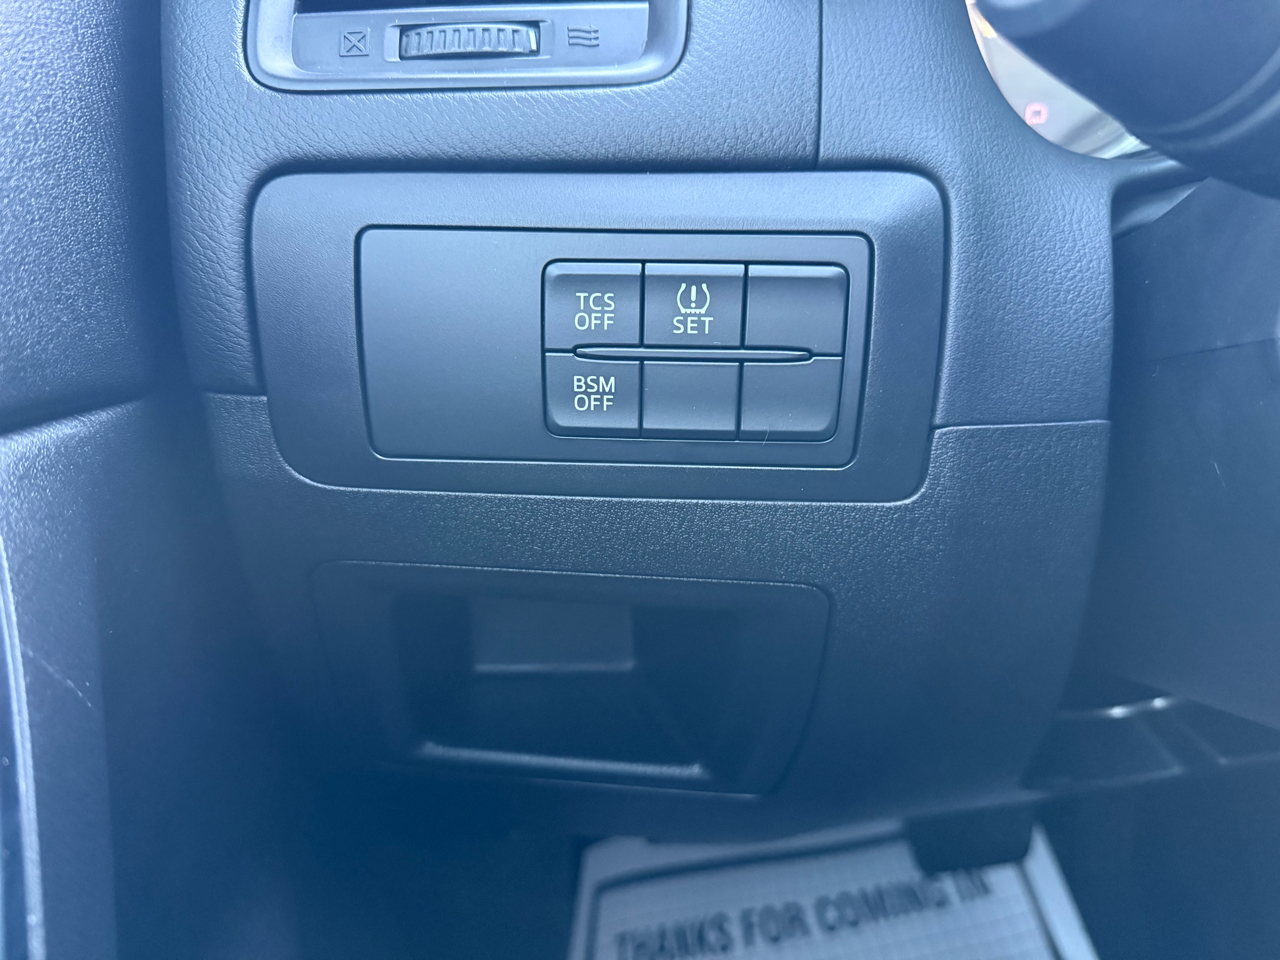 TCS
OFF
SET
BSM
OFF
THANKS FOR COMING IN